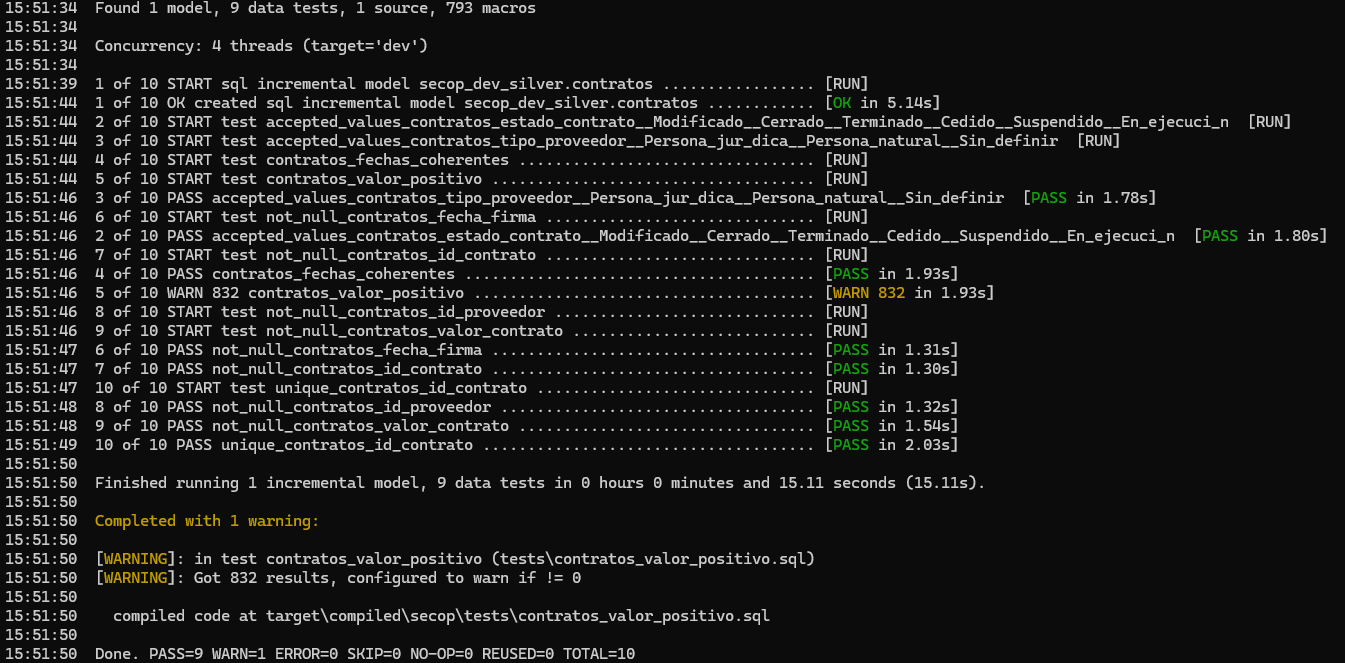 15:51:34  Found 1 model, 9 data tests, 1 source, 793 macros
15:51:34
15:51:34  Concurrency: 4 threads (target='dev')
15:51:34
15:51:39  1 of 10 START sql incremental model secop_dev_silver.contratos ................. [RUN]
15:51:44  1 of 10 OK created sql incremental model secop_dev_silver.contratos ............ [OK in 5.14s]
15:51:44  2 of 10 START test accepted_values_contratos_estado_contrato__Modificado__Cerrado__Terminado__Cedido__Suspendido__En_ejecuci_n  [RUN]
15:51:44  3 of 10 START test accepted_values_contratos_tipo_proveedor__Persona_jur_dica__Persona_natural__Sin_definir  [RUN]
15:51:44  4 of 10 START test contratos_fechas_coherentes ................................. [RUN]
15:51:44  5 of 10 START test contratos_valor_positivo .................................... [RUN]
15:51:46  3 of 10 PASS accepted_values_contratos_tipo_proveedor__Persona_jur_dica__Persona_natural__Sin_definir  [PASS in 1.78s]
15:51:46  6 of 10 START test not_null_contratos_fecha_firma .............................. [RUN]
15:51:46  2 of 10 PASS accepted_values_contratos_estado_contrato__Modificado__Cerrado__Terminado__Cedido__Suspendido__En_ejecuci_n  [PASS in 1.80s]
15:51:46  7 of 10 START test not_null_contratos_id_contrato .............................. [RUN]
15:51:46  4 of 10 PASS contratos_fechas_coherentes ....................................... [PASS in 1.93s]
15:51:46  5 of 10 WARN 832 contratos_valor_positivo ...................................... [WARN 832 in 1.93s]
15:51:46  8 of 10 START test not_null_contratos_id_proveedor ............................. [RUN]
15:51:46  9 of 10 START test not_null_contratos_valor_contrato ........................... [RUN]
15:51:47  6 of 10 PASS not_null_contratos_fecha_firma .................................... [PASS in 1.31s]
15:51:47  7 of 10 PASS not_null_contratos_id_contrato .................................... [PASS in 1.30s]
15:51:47  10 of 10 START test unique_contratos_id_contrato ............................... [RUN]
15:51:48  8 of 10 PASS not_null_contratos_id_proveedor ................................... [PASS in 1.32s]
15:51:48  9 of 10 PASS not_null_contratos_valor_contrato ................................. [PASS in 1.54s]
15:51:49  10 of 10 PASS unique_contratos_id_contrato ..................................... [PASS in 2.03s]
15:51:50
15:51:50  Finished running 1 incremental model, 9 data tests in 0 hours 0 minutes and 15.11 seconds (15.11s).
15:51:50
15:51:50  Completed with 1 warning:
15:51:50
15:51:50  [WARNING]: in test contratos_valor_positivo (tests\contratos_valor_positivo.sql)
15:51:50  [WARNING]: Got 832 results, configured to warn if != 0
15:51:50
15:51:50    compiled code at target\compiled\secop\tests\contratos_valor_positivo.sql
15:51:50
15:51:50  Done. PASS=9 WARN=1 ERROR=0 SKIP=0 NO-OP=0 REUSED=0 TOTAL=10